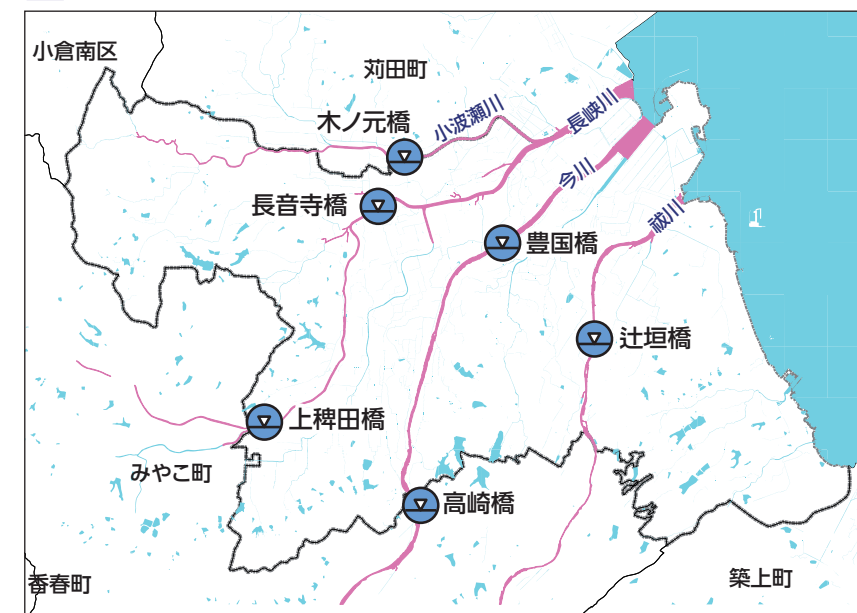 小倉南区
苅田町
木ノ元橋
小波瀬川
長峡川
今川
祓川
長音寺橋
豊国橋
辻垣橋
上稗田橋
みやこ町
高崎橋
香春町
築上町